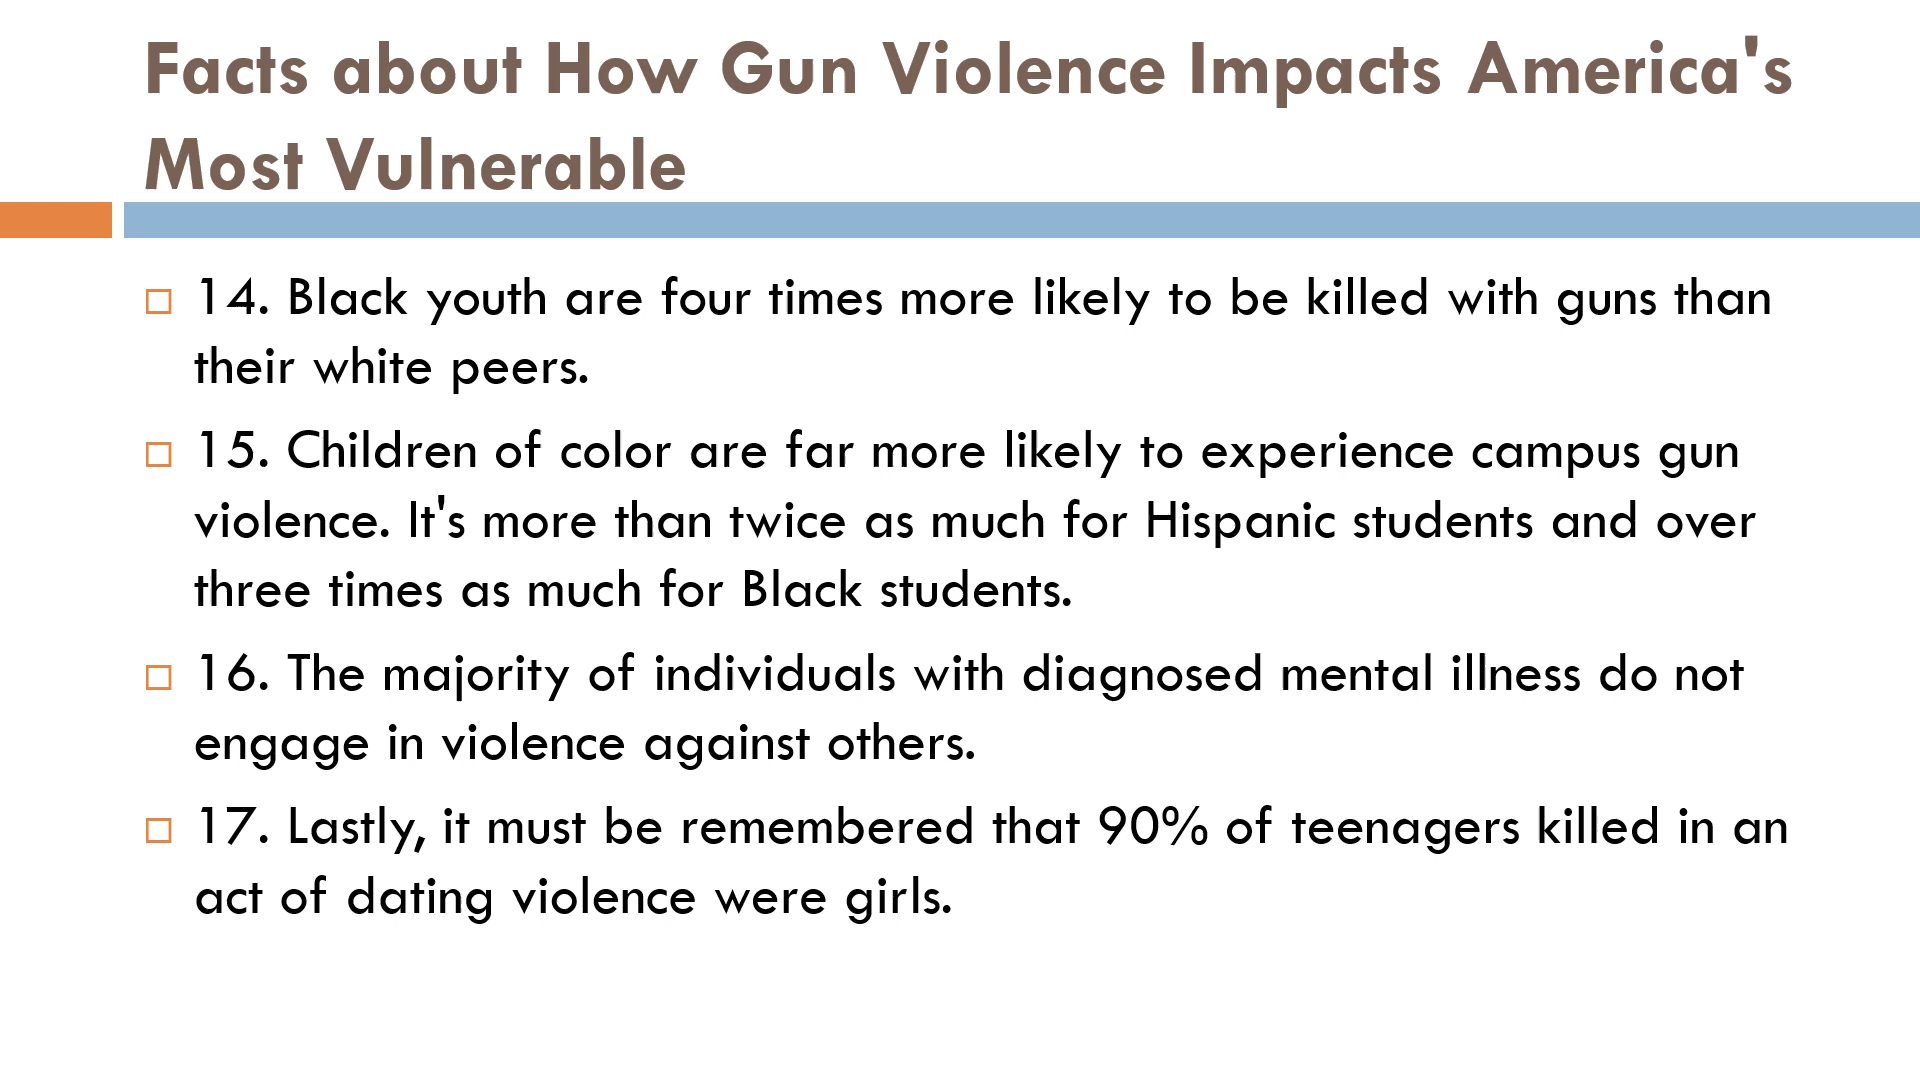 Facts about How Gun Violence Impacts America's
Most Vulnerable
14. Black youth are four times more likely to be killed with guns than
their white peers.
15. Children of color are far more likely to experience campus gun
violence. It's more than twice as much for Hispanic students and over
three times as much for Black students.
16. The majority of individuals with diagnosed mental illness do not
engage in violence against others.
17. Lastly, it must be remembered that 90% of teenagers killed in an
act of dating violence were girls.